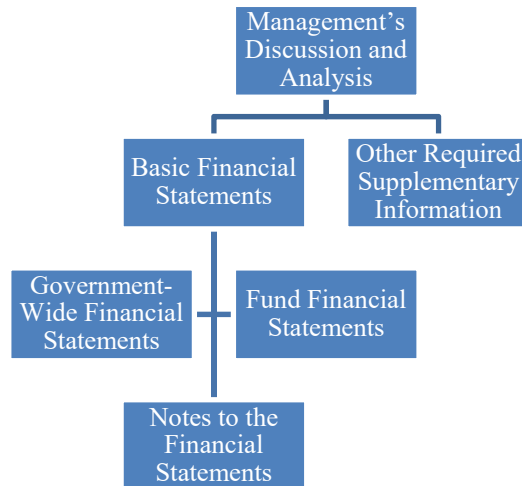 Management’s
Discussion and
Analysis
Basic Financial
Statements
Other Required
Supplementary
Information
Government-
Wide Financial
Statements
Fund Financial
Statements
Notes to the
Financial
Statements